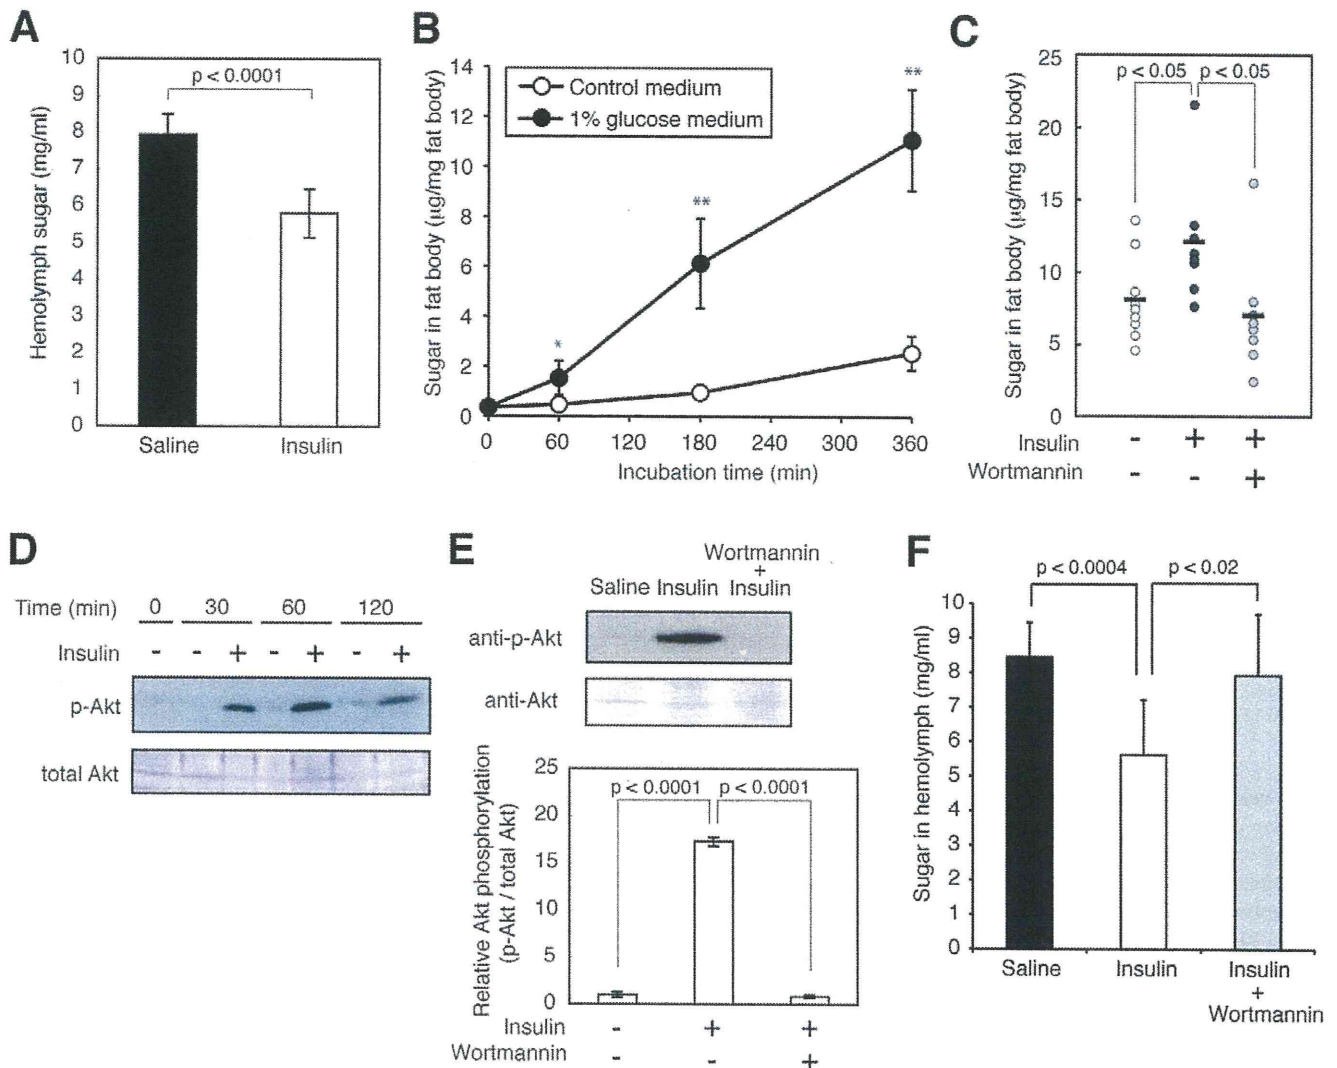 A
Hemolymph sugar (mg/ml)
10
9
8
7
6
5
4
3
2
1
0
p < 0.0001
Saline Insulin
B
Sugar in fat body (µg/mg fat body)
14
12
10
8
6
4
2
0
Control medium
1% glucose medium
*
**
**
0 60 120 180 240 300 360
Incubation time (min)
C
Sugar in fat body (µg/mg fat body)
25
20
15
10
5
0
p < 0.05 p < 0.05
Insulin - + +
Wortmannin - - +
D
Time (min) 0 30 60 120
Insulin - - + - + - +
p-Akt
total Akt
E
Wortmannin
+
Saline Insulin Insulin
anti-p-Akt
anti-Akt
Relative Akt phosphorylation
(p-Akt / total Akt)
25
20
15
10
5
0
p < 0.0001 p < 0.0001
Insulin - + +
Wortmannin - - +
F
p < 0.0004 p < 0.02
Sugar in hemolymph (mg/ml)
10
9
8
7
6
5
4
3
2
1
0
Saline Insulin Insulin
+
Wortmannin